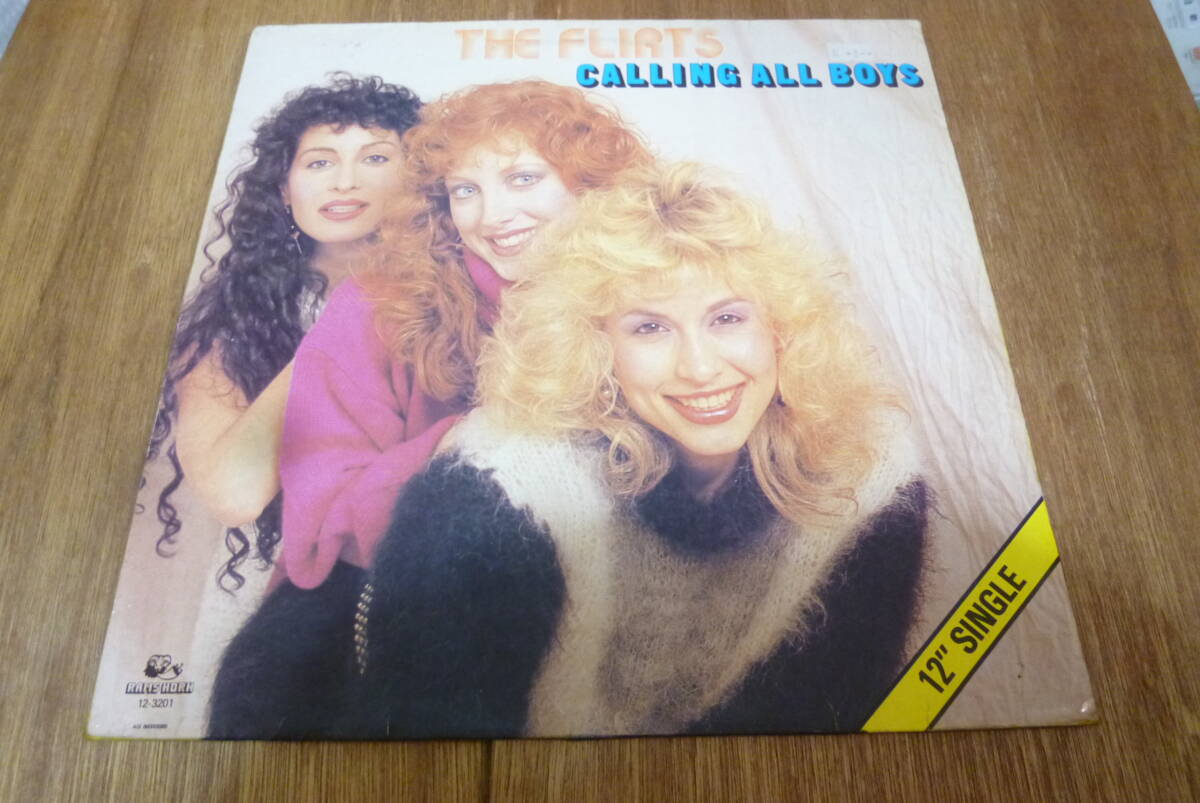 THE FLIRTS
CALLING ALL BOYS
12" SINGLE
RAMS HORN
12-3201